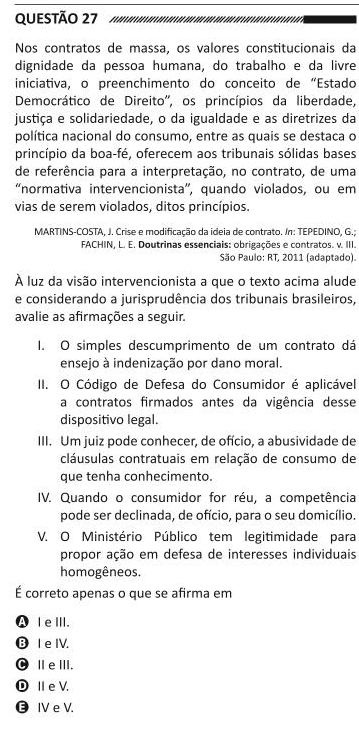 QUESTÃO 27
Nos contratos de massa, os valores constitucionais da
dignidade da pessoa humana, do trabalho e da livre
iniciativa, o preenchimento do conceito de “Estado
Democrático de Direito”, os princípios da liberdade,
justiça e solidariedade, o da igualdade e as diretrizes da
política nacional do consumo, entre as quais se destaca o
princípio da boa-fé, oferecem aos tribunais sólidas bases
de referência para a interpretação, no contrato, de uma
“normativa intervencionista”, quando violados, ou em
vias de serem violados, ditos princípios.
MARTINS-COSTA, J. Crise e modificação da ideia de contrato. In: TEPEDINO, G.;
FACHIN, L. E. Doutrinas essenciais: obrigações e contratos. v. III.
São Paulo: RT, 2011 (adaptado).
À luz da visão intervencionista a que o texto acima alude
e considerando a jurisprudência dos tribunais brasileiros,
avalie as afirmações a seguir.
I. O simples descumprimento de um contrato dá
ensejo à indenização por dano moral.
II. O Código de Defesa do Consumidor é aplicável
a contratos firmados antes da vigência desse
dispositivo legal.
III. Um juiz pode conhecer, de ofício, a abusividade de
cláusulas contratuais em relação de consumo de
que tenha conhecimento.
IV. Quando o consumidor for réu, a competência
pode ser declinada, de ofício, para o seu domicílio.
V. O Ministério Público tem legitimidade para
propor ação em defesa de interesses individuais
homogêneos.
É correto apenas o que se afirma em
A I e III.
B I e IV.
C II e III.
D II e V.
E IV e V.